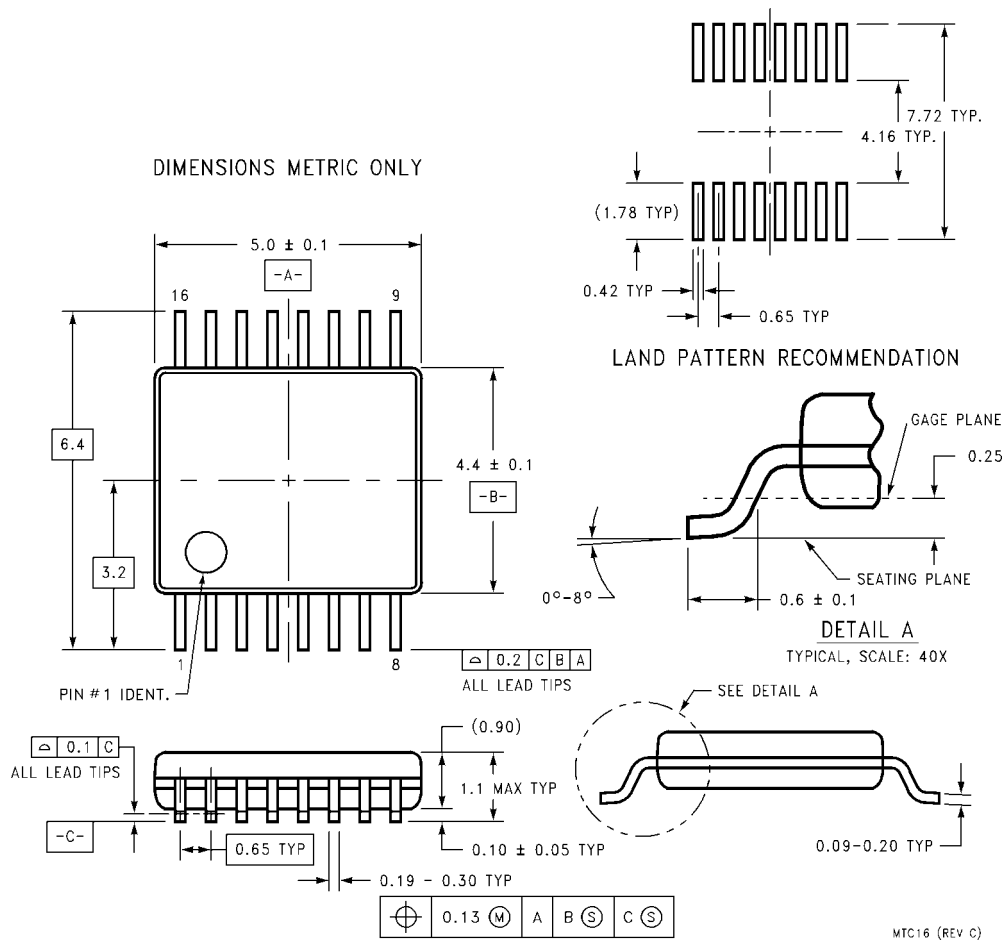 7.72 TYP.
4.16 TYP.
DIMENSIONS METRIC ONLY
(1.78 TYP)
5.0 ± 0.1
-A-
0.42 TYP
0.65 TYP
16
9
LAND PATTERN RECOMMENDATION
GAGE PLANE
0.25
6.4
4.4 ± 0.1
-B-
3.2
0°-8°
SEATING PLANE
0.6 ± 0.1
1
8
DETAIL A
TYPICAL, SCALE: 40X
⌓ 0.2 C B A
ALL LEAD TIPS
PIN #1 IDENT.
SEE DETAIL A
(0.90)
⌓ 0.1 C
ALL LEAD TIPS
1.1 MAX TYP
-C-
0.65 TYP
0.10 ± 0.05 TYP
0.09-0.20 TYP
0.19 - 0.30 TYP
⌖ 0.13 Ⓜ A B Ⓢ C Ⓢ
MTC16 (REV C)